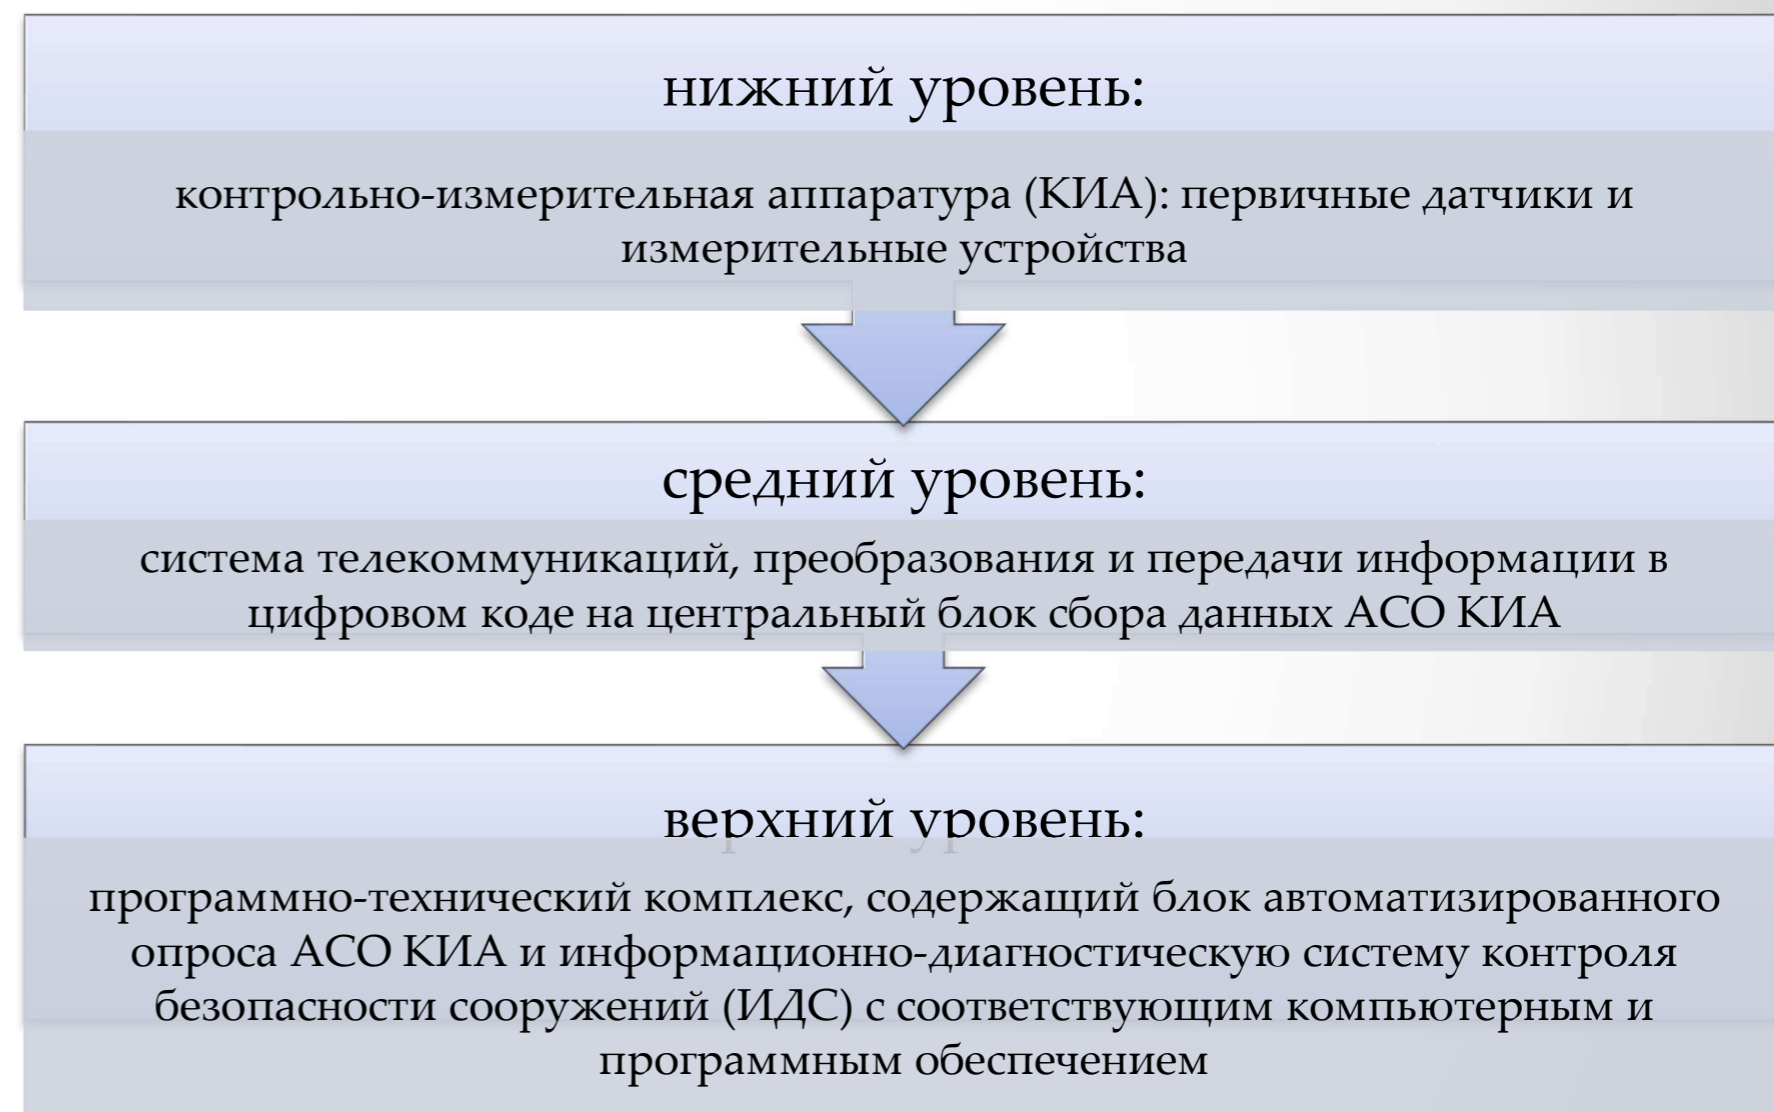 нижний уровень:
контрольно-измерительная аппаратура (КИА): первичные датчики и
измерительные устройства
средний уровень:
система телекоммуникаций, преобразования и передачи информации в
цифровом коде на центральный блок сбора данных АСО КИА
верхний уровень:
программно-технический комплекс, содержащий блок автоматизированного
опроса АСО КИА и информационно-диагностическую систему контроля
безопасности сооружений (ИДС) с соответствующим компьютерным и
программным обеспечением